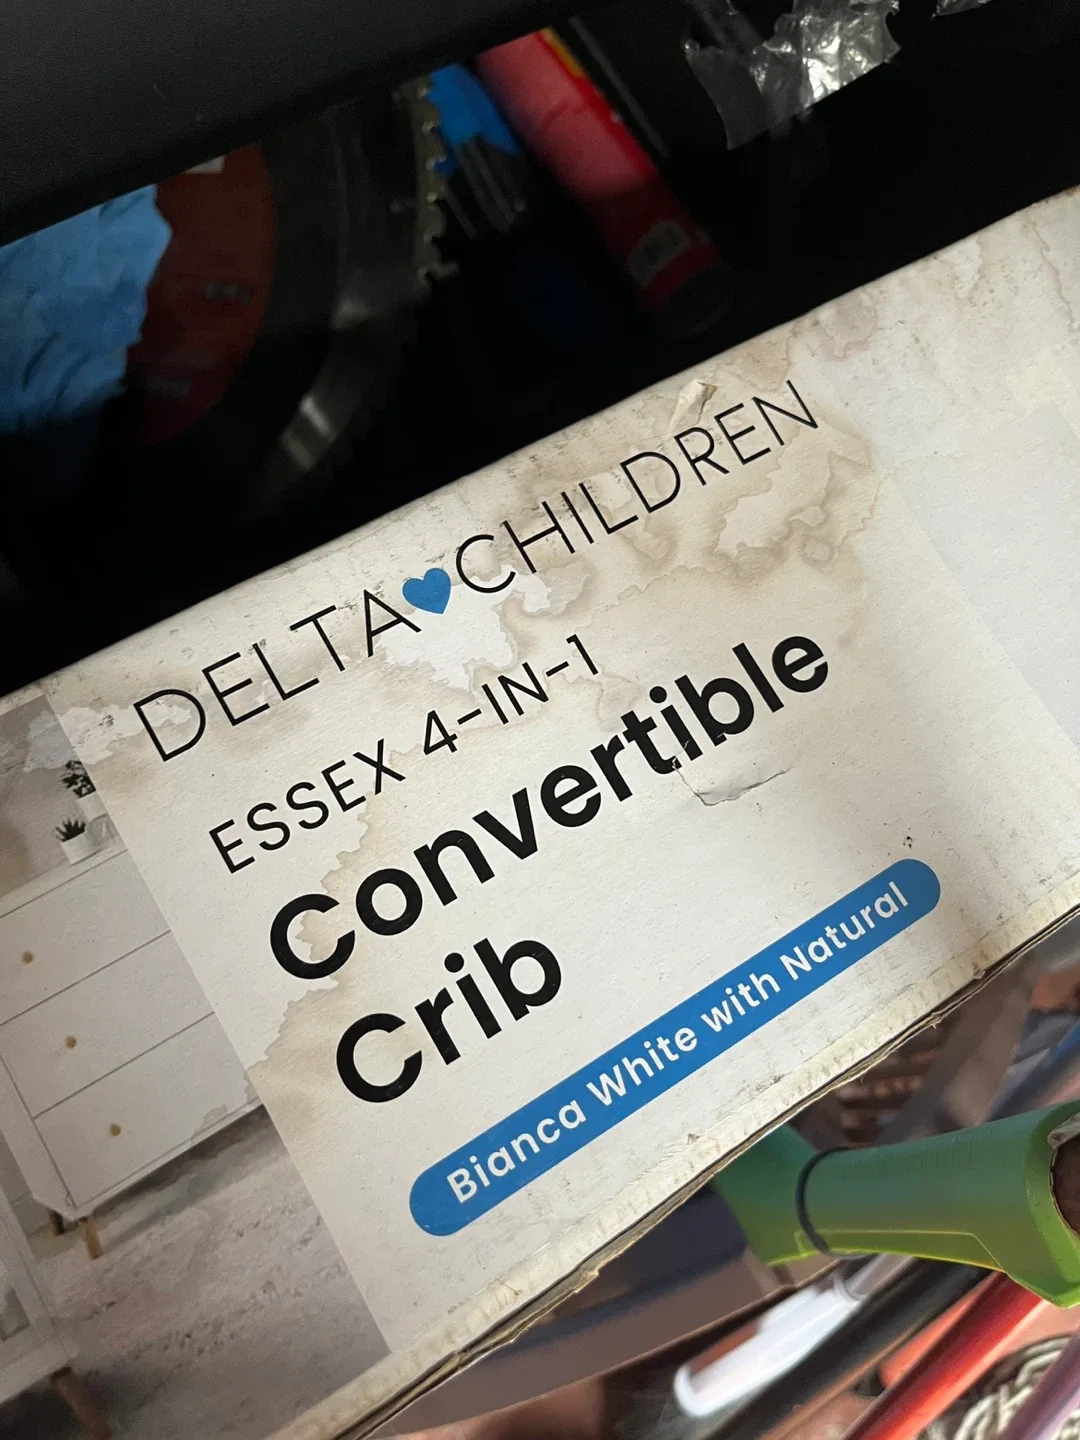 DELTA CHILDREN
ESSEX 4-IN-1
Convertible
Crib
Bianca White with Natural